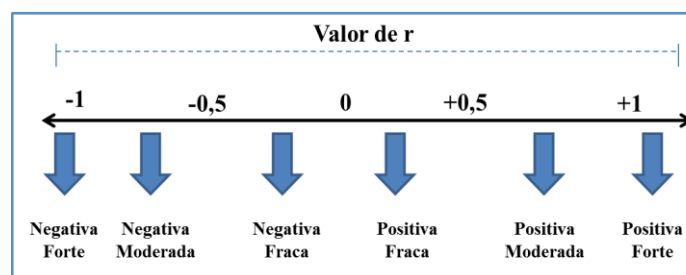 Valor de r
-1 -0,5 0 +0,5 +1
Negativa Negativa Negativa Positiva Positiva Positiva
Forte Moderada Fraca Fraca Moderada Forte